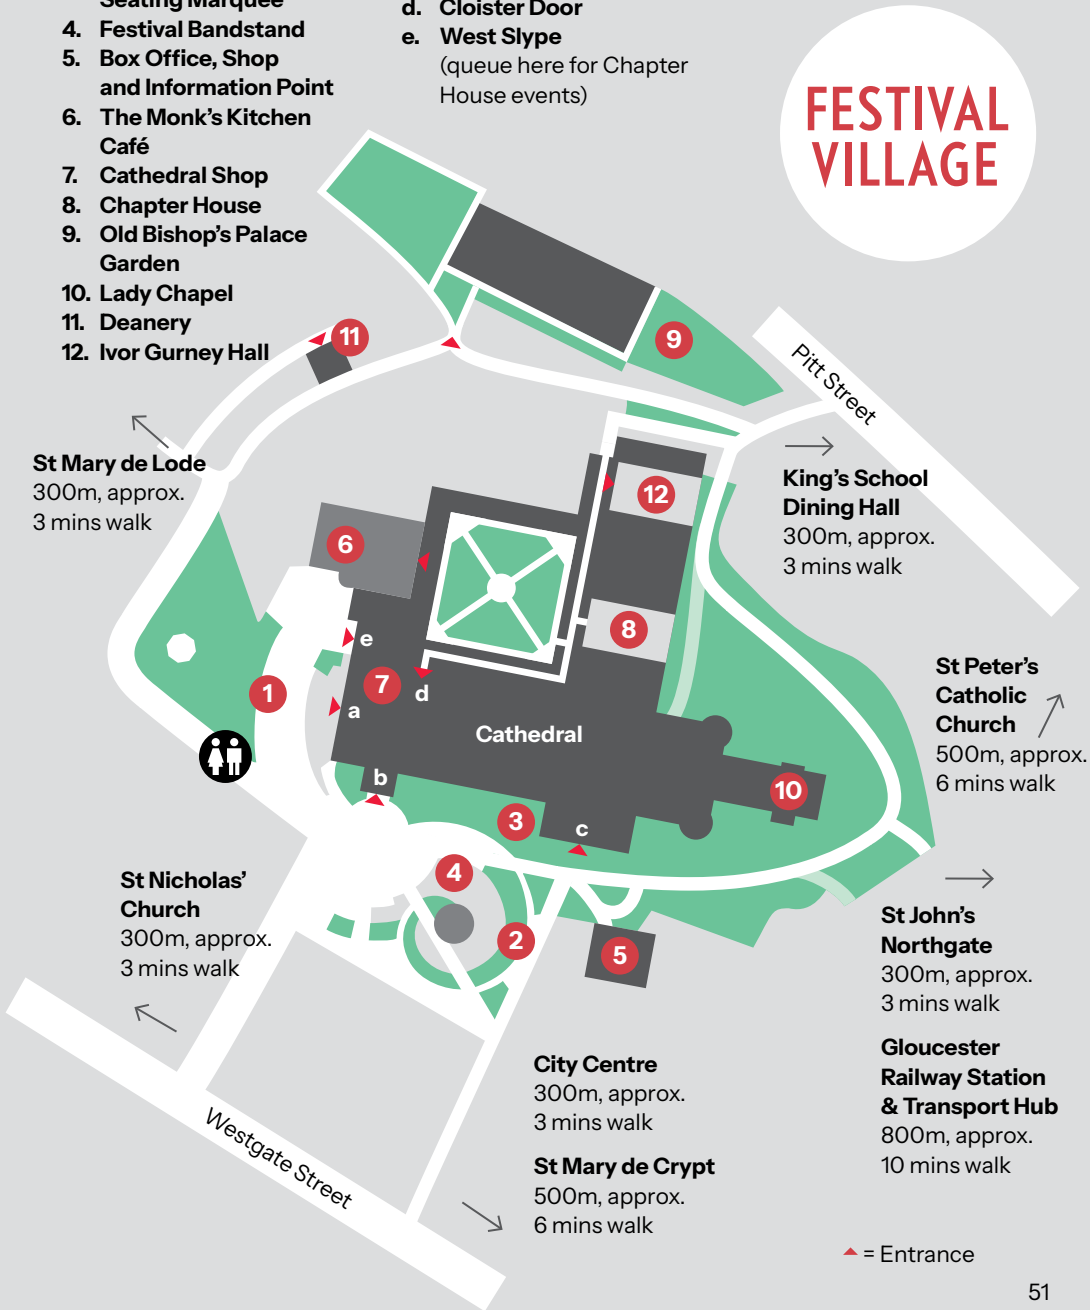 Seating Marquee
4. Festival Bandstand
5. Box Office, Shop
and Information Point
6. The Monk's Kitchen
Café
7. Cathedral Shop
8. Chapter House
9. Old Bishop's Palace
Garden
10. Lady Chapel
11. Deanery
12. Ivor Gurney Hall
d. Cloister Door
e. West Slype
(queue here for Chapter
House events)
FESTIVAL
VILLAGE
11
9
Pitt Street
St Mary de Lode
300m, approx.
3 mins walk
King's School
Dining Hall
300m, approx.
3 mins walk
12
6
8
e
7
d
1
a
Cathedral
St Peter's
Catholic
Church
500m, approx.
6 mins walk
b
10
3
c
4
2
5
St Nicholas'
Church
300m, approx.
3 mins walk
St John's
Northgate
300m, approx.
3 mins walk
Gloucester
Railway Station
& Transport Hub
800m, approx.
10 mins walk
City Centre
300m, approx.
3 mins walk
St Mary de Crypt
500m, approx.
6 mins walk
Westgate Street
= Entrance
51